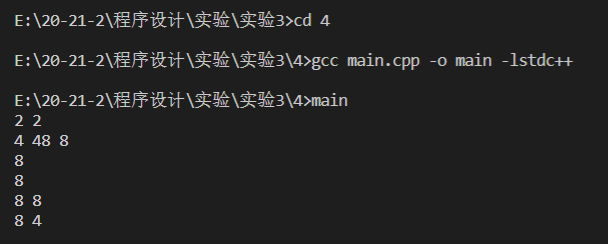 E:\20-21-2\程序设计\实验\实验3>cd 4
E:\20-21-2\程序设计\实验\实验3\4>gcc main.cpp -o main -lstdc++
E:\20-21-2\程序设计\实验\实验3\4>main
2 2
4 48 8
8
8
8 8
8 4